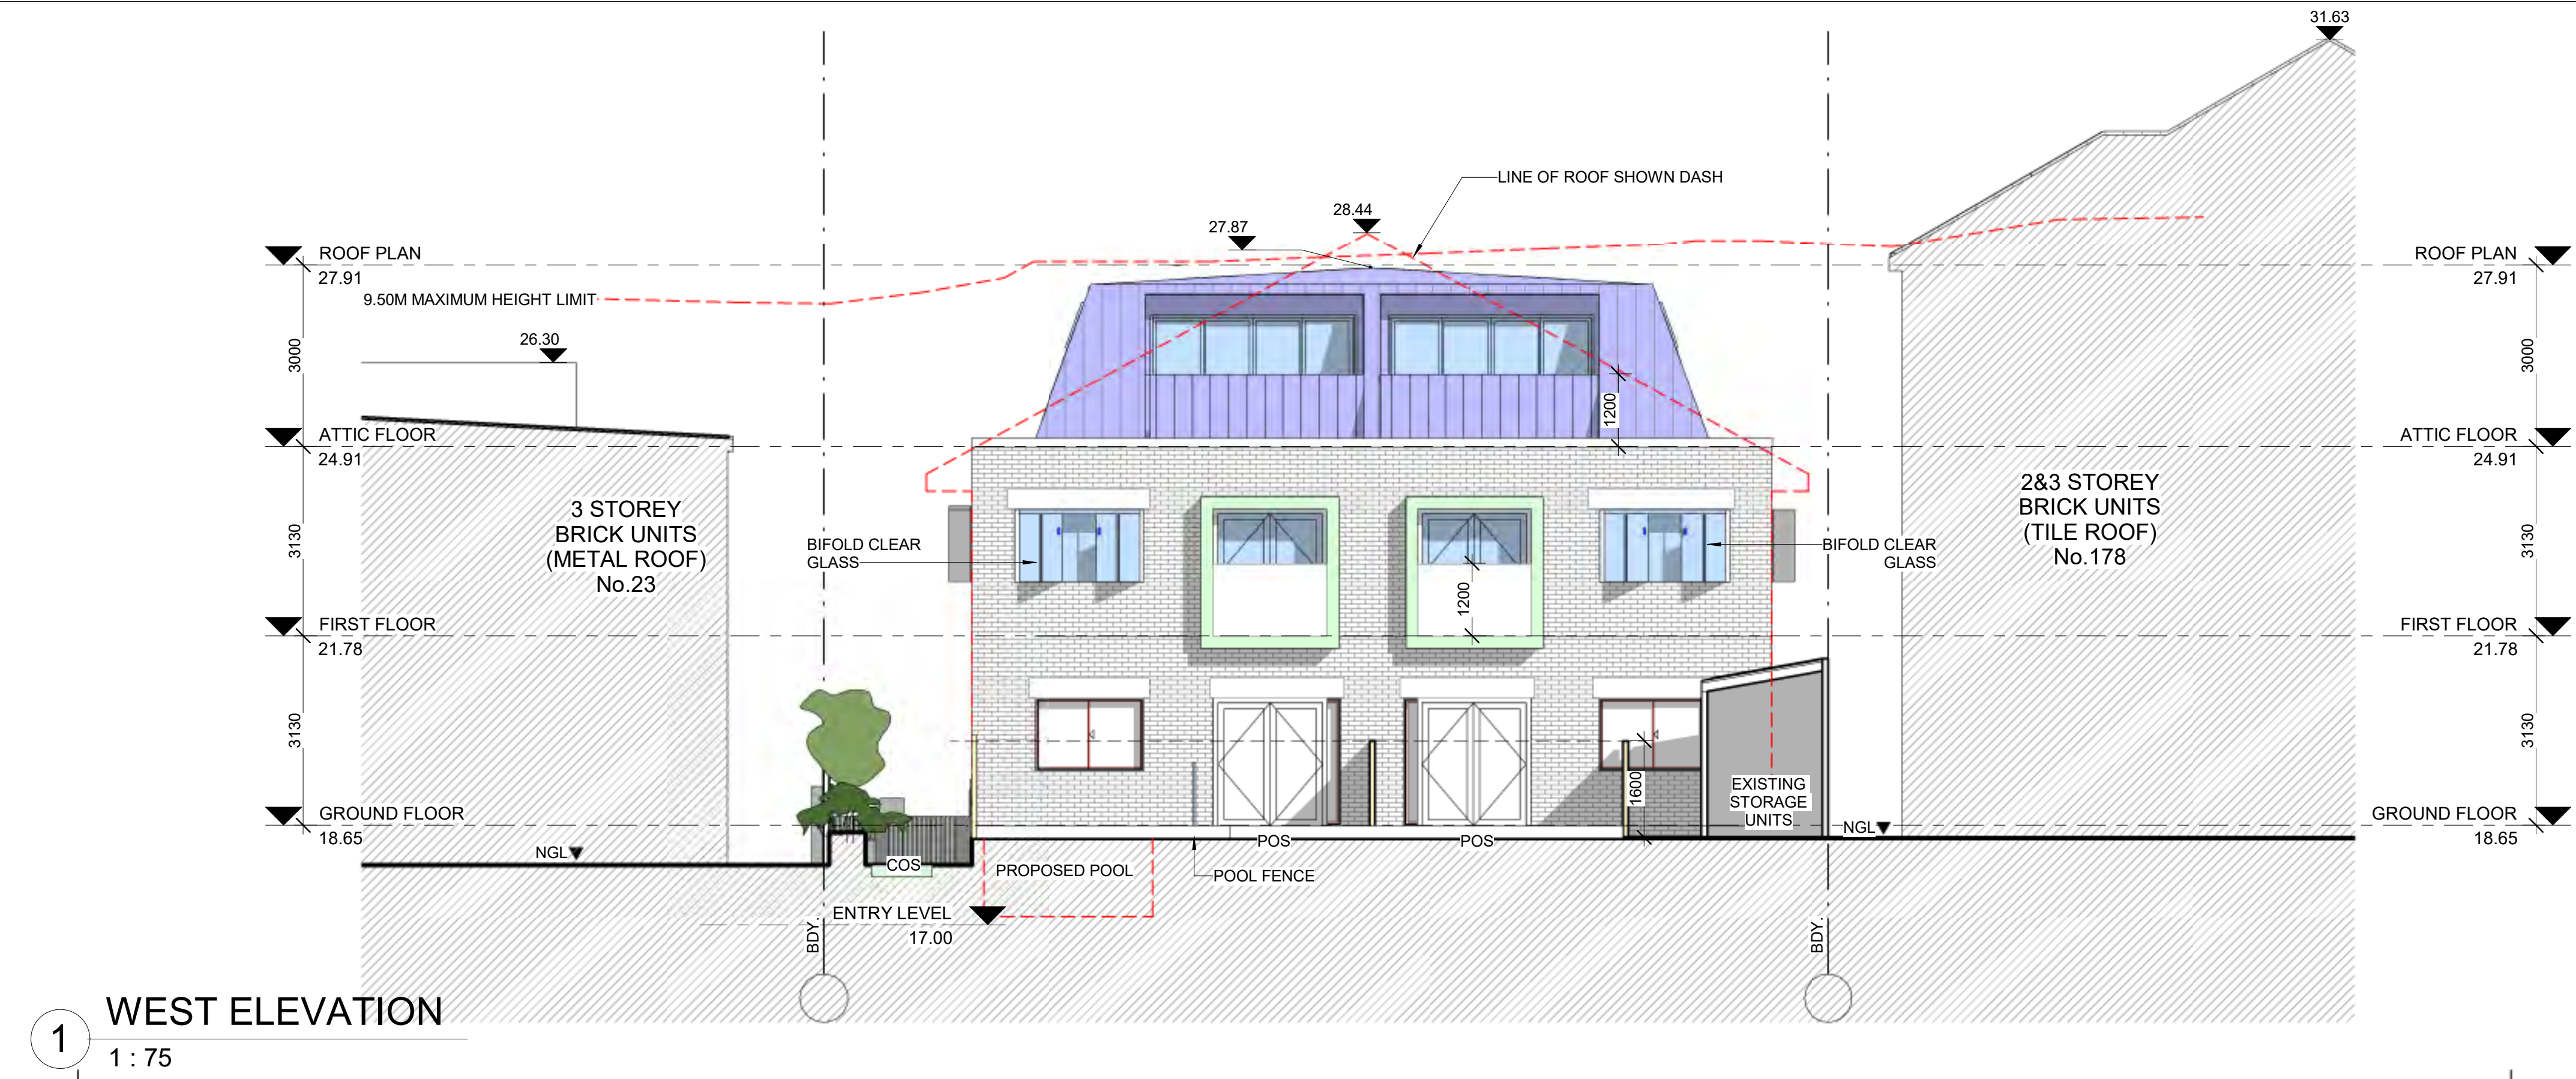 31.63
LINE OF ROOF SHOWN DASH
28.44
27.87
ROOF PLAN
27.91
ROOF PLAN
27.91
9.50M MAXIMUM HEIGHT LIMIT
26.30
3000
3000
1200
ATTIC FLOOR
24.91
ATTIC FLOOR
24.91
3 STOREY
BRICK UNITS
(METAL ROOF)
No.23
2&3 STOREY
BRICK UNITS
(TILE ROOF)
No.178
3130
BIFOLD CLEAR
GLASS
BIFOLD CLEAR
GLASS
3130
1200
FIRST FLOOR
21.78
FIRST FLOOR
21.78
3130
3130
1600
EXISTING
STORAGE
UNITS
GROUND FLOOR
18.65
GROUND FLOOR
18.65
NGL
NGL
COS
POS
POS
PROPOSED POOL
POOL FENCE
ENTRY LEVEL
17.00
BDY.
BDY.
1
WEST ELEVATION
1 : 75